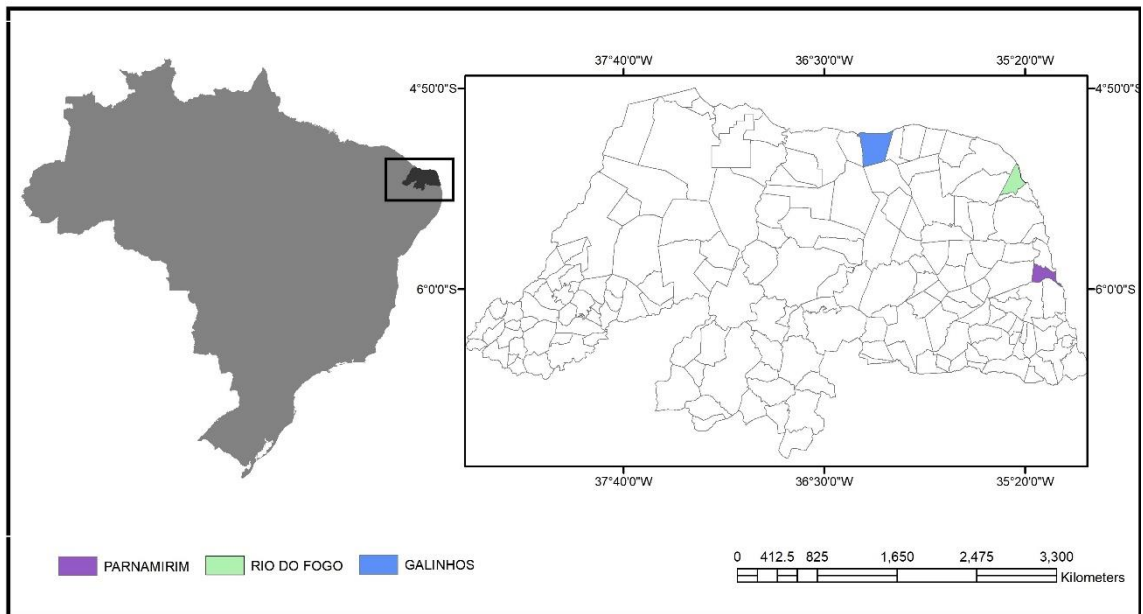 37°40'0"W 36°30'0"W 35°20'0"W
4°50'0"S 4°50'0"S
6°0'0"S 6°0'0"S
37°40'0"W 36°30'0"W 35°20'0"W
PARNAMIRIM RIO DO FOGO GALINHOS
0 412.5 825 1,650 2,475 3,300
Kilometers